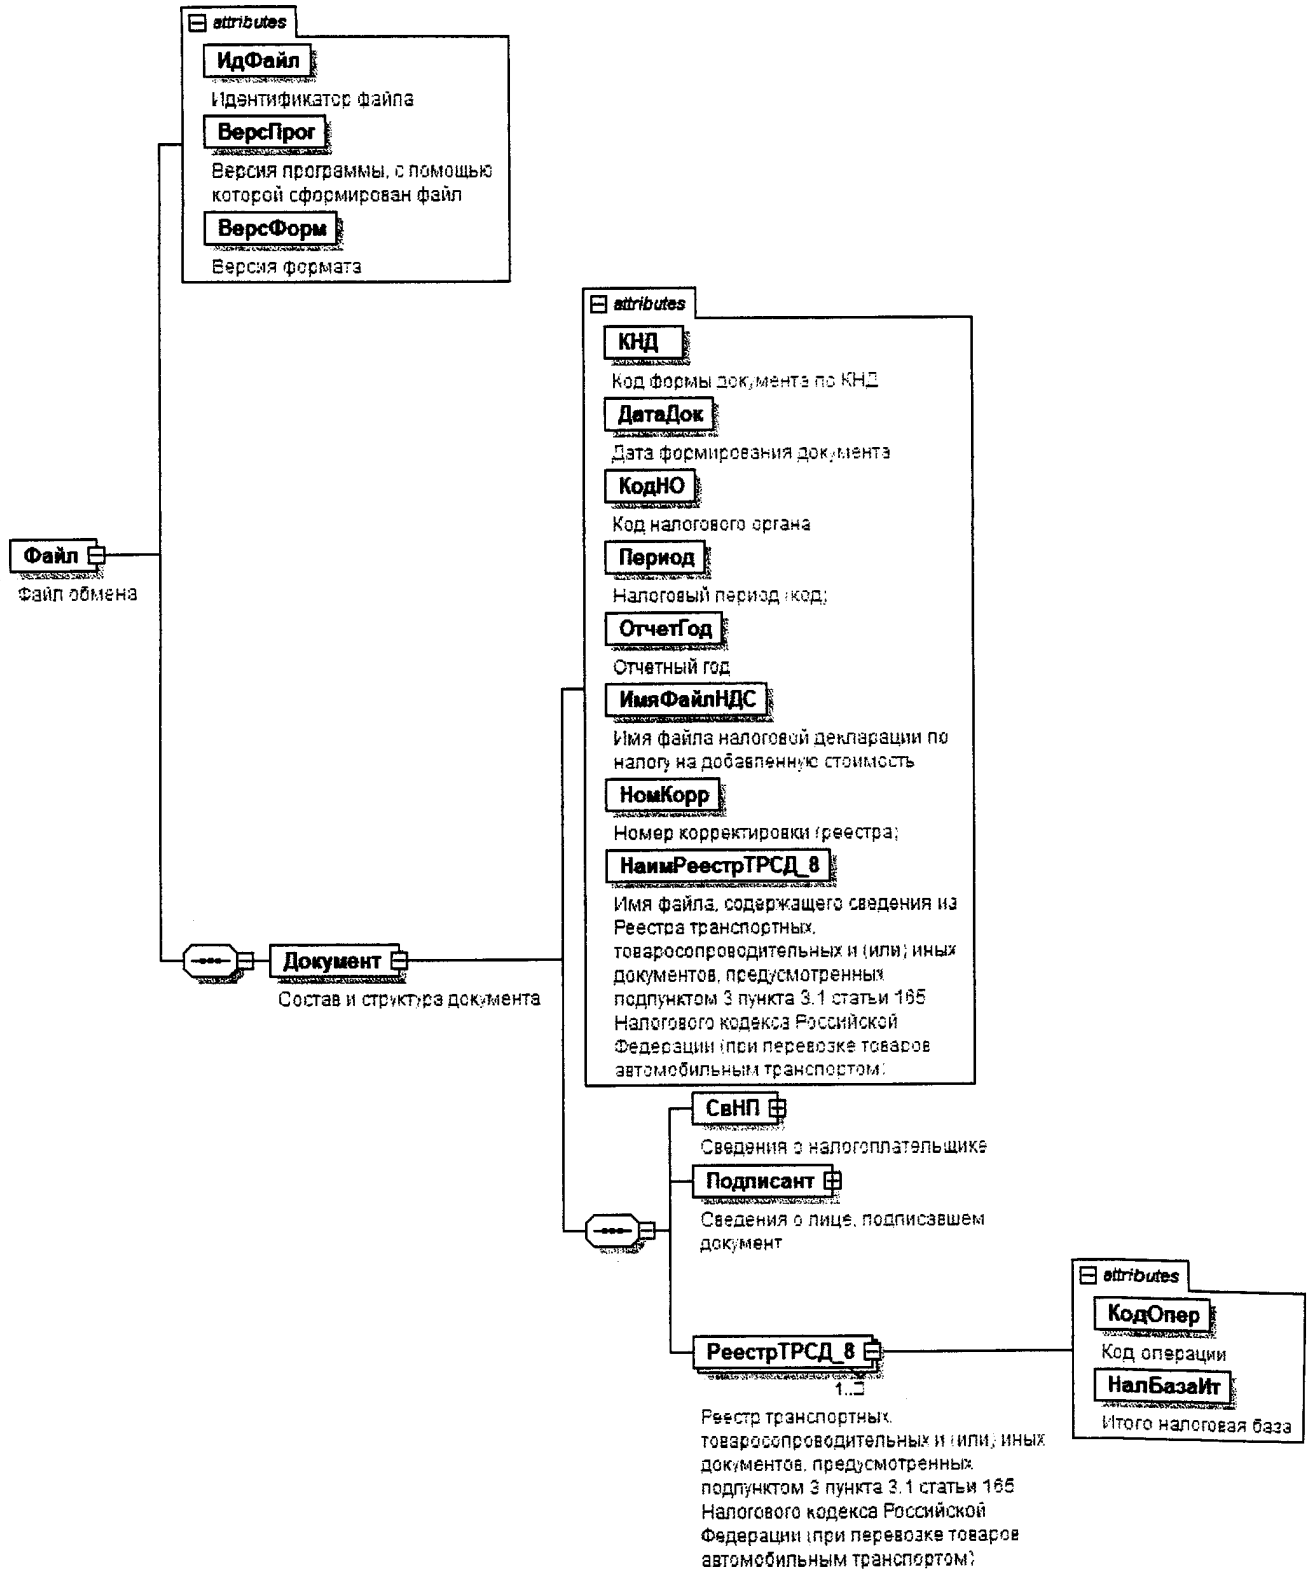 attributes
ИдФайл
Идентификатор файла
ВерсПрог
Версия программы, с помощью
которой сформирован файл
ВерсФорм
Версия формата
attributes
КНД
Код формы документа по КНД
ДатаДок
Дата формирования документа
КодНО
Код налогового органа
Период
Налоговый период (код)
ОтчетГод
Отчетный год
ИмяФайлНДС
Имя файла налоговой декларации по
налогу на добавленную стоимость
НомКорр
Номер корректировки (реестра)
НаимРеестрТРСД_8
Имя файла, содержащего сведения из
Реестра транспортных,
товаросопроводительных и (или) иных
документов, предусмотренных
подпунктом 3 пункта 3.1 статьи 165
Налогового кодекса Российской
Федерации (при перевозке товаров
автомобильным транспортом)
Файл
Файл обмена
Документ
Состав и структура документа
СвНП
Сведения о налогоплательщике
Подписант
Сведения о лице, подписавшем
документ
РеестрТРСД_8
Реестр транспортных,
товаросопроводительных и (или) иных
документов, предусмотренных
подпунктом 3 пункта 3.1 статьи 165
Налогового кодекса Российской
Федерации (при перевозке товаров
автомобильным транспортом)
attributes
КодОпер
Код операции
НалБазаИт
Итого налоговая база